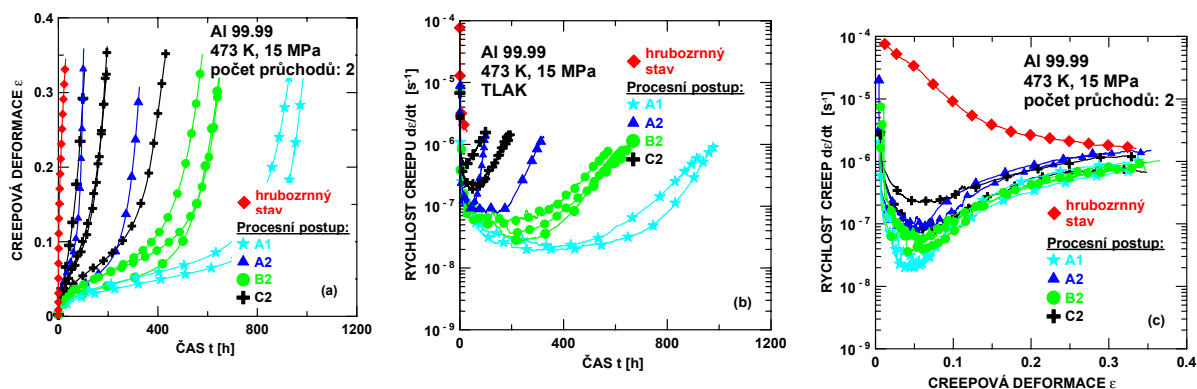 Al 99.99
473 K, 15 MPa
počet průchodů: 2
CREEPOVÁ DEFORMACE ε
0.4
0.3
0.2
0.1
0
hrubozrnný
stav
A1
A2
B2
C2
Procesní postup:
(a)
0 400 800 1200
ČAS t [h]
Al 99.99
473 K, 15 MPa
TLAK
RYCHLOST CREEPU dε/dt [s-1]
10-4
10-5
10-6
10-7
10-8
10-9
hrubozrnný
stav
Procesní postup:
A1
A2
B2
C2
(b)
0 200 400 600 800 1000 1200
ČAS t [h]
Al 99.99
473 K, 15 MPa
počet průchodů: 2
RYCHLOST CREEP dε/dt [s-1]
10-4
10-5
10-6
10-7
10-8
10-9
hrubozrnný
stav
Procesní postup:
A1
A2
B2
C2
(c)
0 0.1 0.2 0.3 0.4
CREEPOVÁ DEFORMACE ε